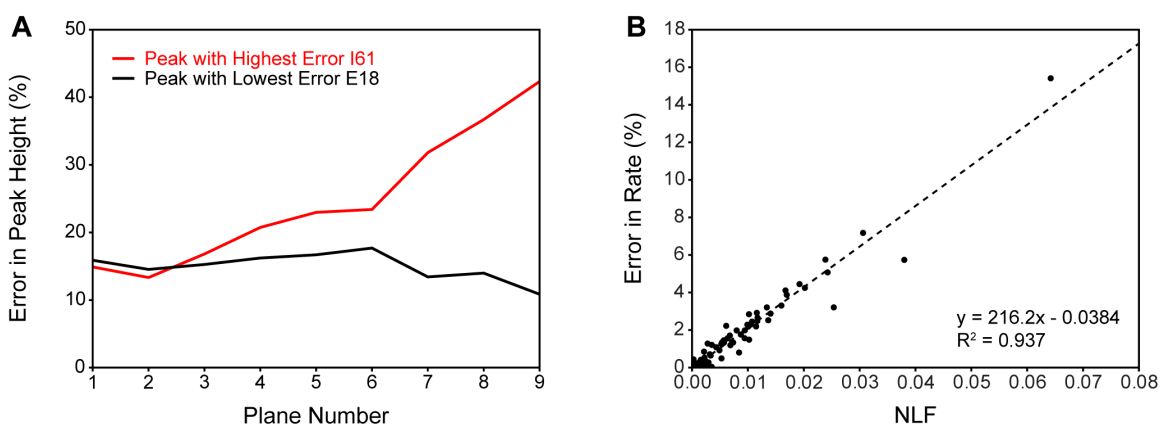 A
Error in Peak Height (%)
50
40
30
20
10
0
Peak with Highest Error I61
Peak with Lowest Error E18
1 2 3 4 5 6 7 8 9
Plane Number
B
Error in Rate (%)
18
16
14
12
10
8
6
4
2
0
y = 216.2x - 0.0384
R² = 0.937
0.00 0.01 0.02 0.03 0.04 0.05 0.06 0.07 0.08
NLF